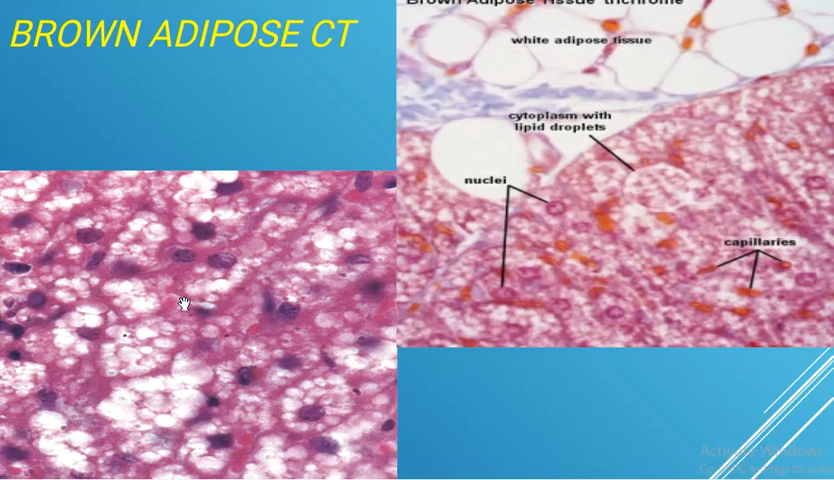 BROWN ADIPOSE CT
Brown Adipose Tissue trichrome
white adipose tissue
cytoplasm with
lipid droplets
nuclei
capillaries
Activate Windows